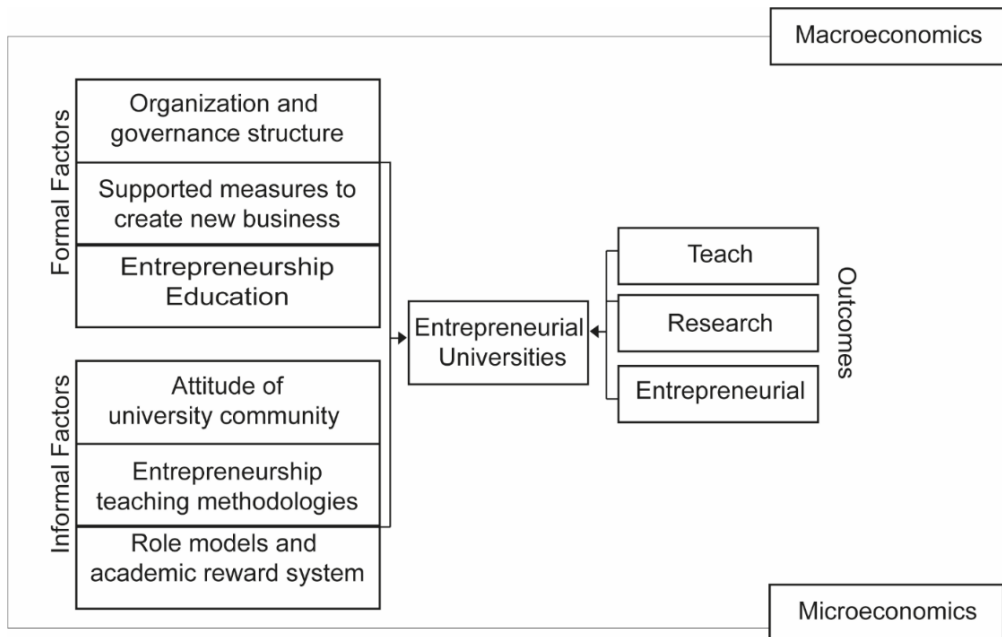 Macroeconomics
Formal Factors
Organization and
governance structure
Supported measures to
create new business
Entrepreneurship
Education
Informal Factors
Attitude of
university community
Entrepreneurship
teaching methodologies
Role models and
academic reward system
Entrepreneurial
Universities
Teach
Research
Entrepreneurial
Outcomes
Microeconomics